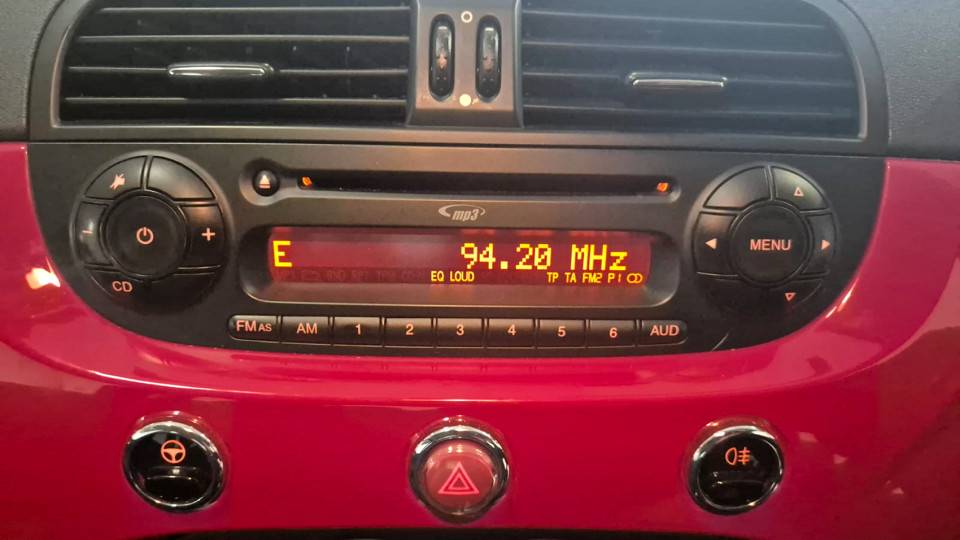 mp3
E 94.20 MHz
EQ LOUD TP TA FM2 P1
MENU
CD
FM AS AM 1 2 3 4 5 6 AUD